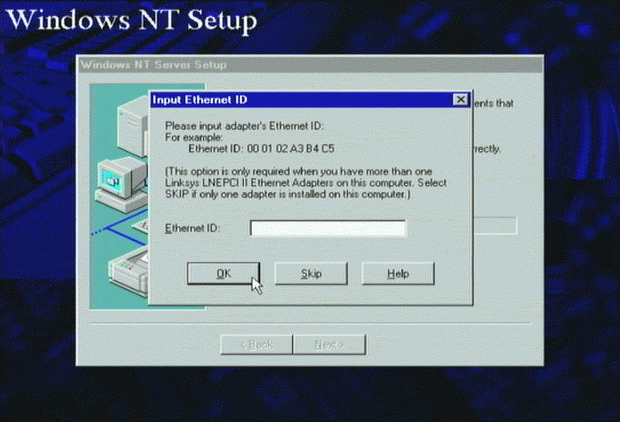 Windows NT Setup
Windows NT Server Setup
Input Ethernet ID
ents that
Please input adapter's Ethernet ID:
For example:
Ethernet ID: 00 01 02 A3 B4 C5
rrectly.
(This option is only required when you have more than one
Linksys LNEPCI II Ethernet Adapters on this computer. Select
SKIP if only one adapter is installed on this computer.)
Ethernet ID:
OK Skip Help
< Back Next >